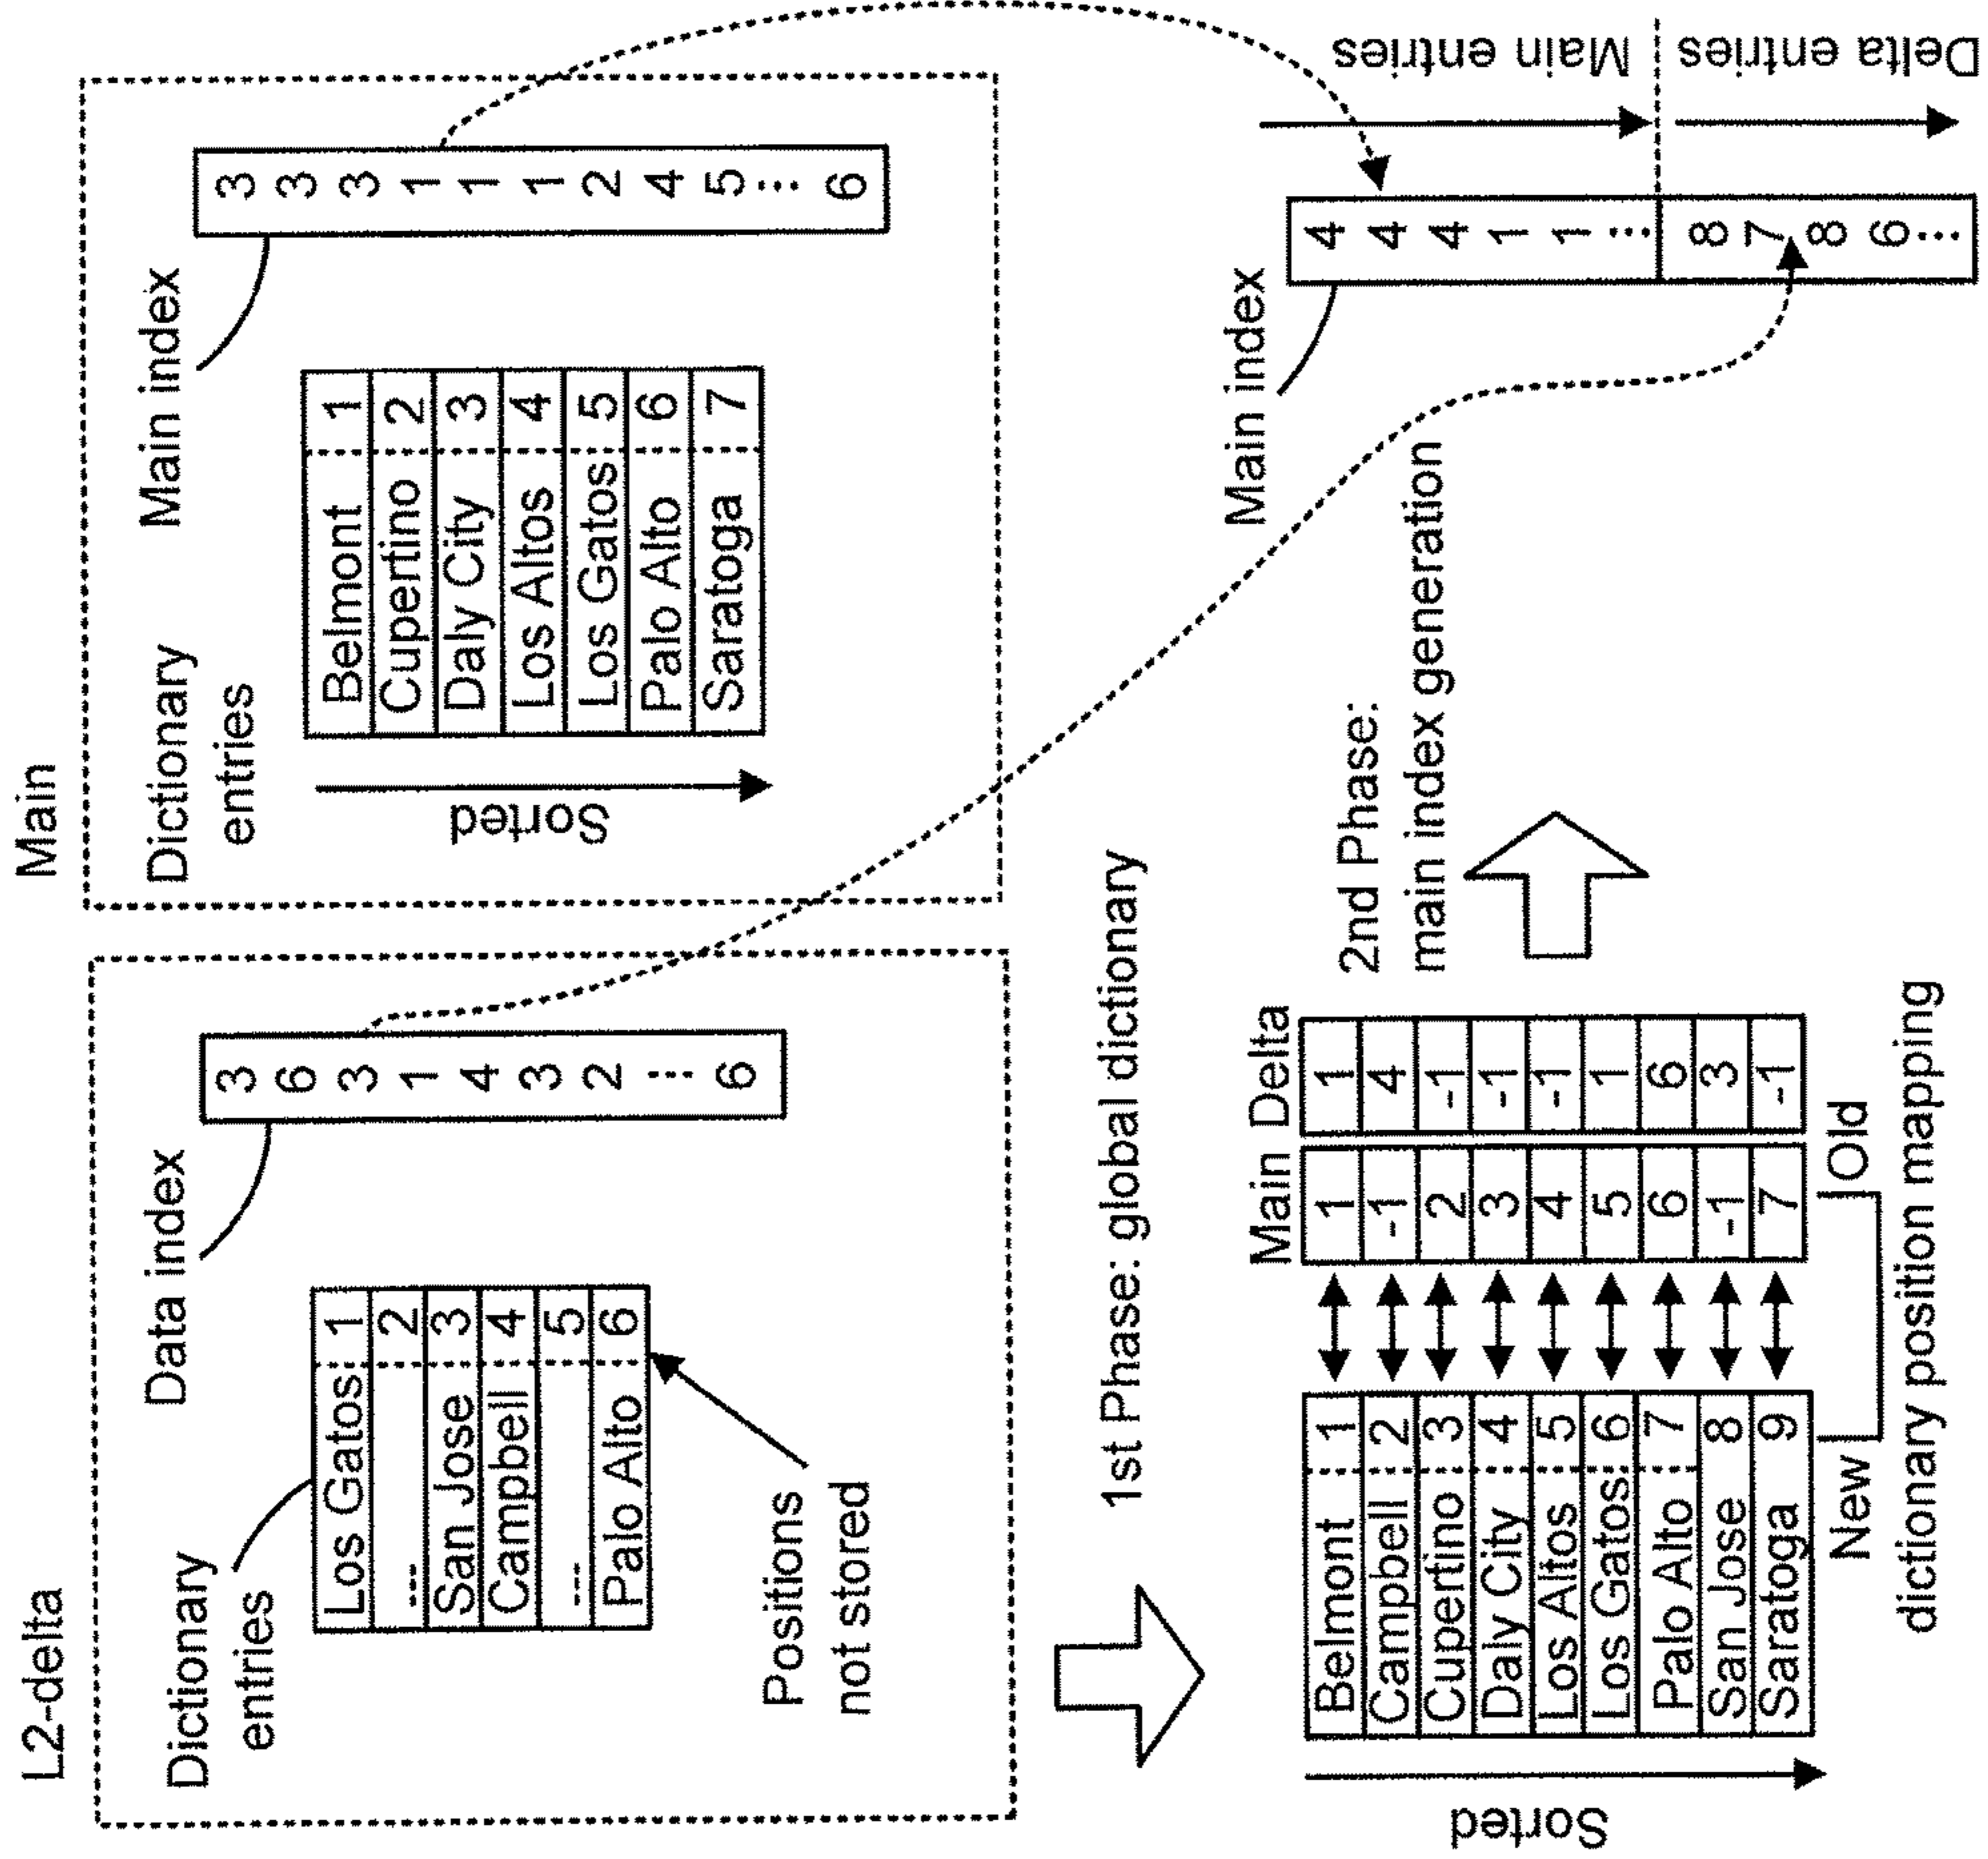 L2-delta
Dictionary
entries
Data index
Los Gatos 1
--- 2
San Jose 3
Campbell 4
--- 5
Palo Alto 6
3
6
3
1
4
3
2
...
6
Positions
not stored
Main
Dictionary
entries
Main index
Sorted
Belmont 1
Cupertino 2
Daly City 3
Los Altos 4
Los Gatos 5
Palo Alto 6
Saratoga 7
3
3
3
1
1
1
2
4
5
...
6
1st Phase: global dictionary
Main Delta
Sorted
Belmont 1 1 1
Campbell 2 -1 4
Cupertino 3 2 -1
Daly City 4 3 -1
Los Altos 5 4 -1
Los Gatos 6 5 1
Palo Alto 7 6 6
San Jose 8 -1 3
Saratoga 9 7 -1
New Old
dictionary position mapping
2nd Phase:
main index generation
Main index
4
4
4
1
1
...
8
7
8
6
...
Main entries
Delta entries